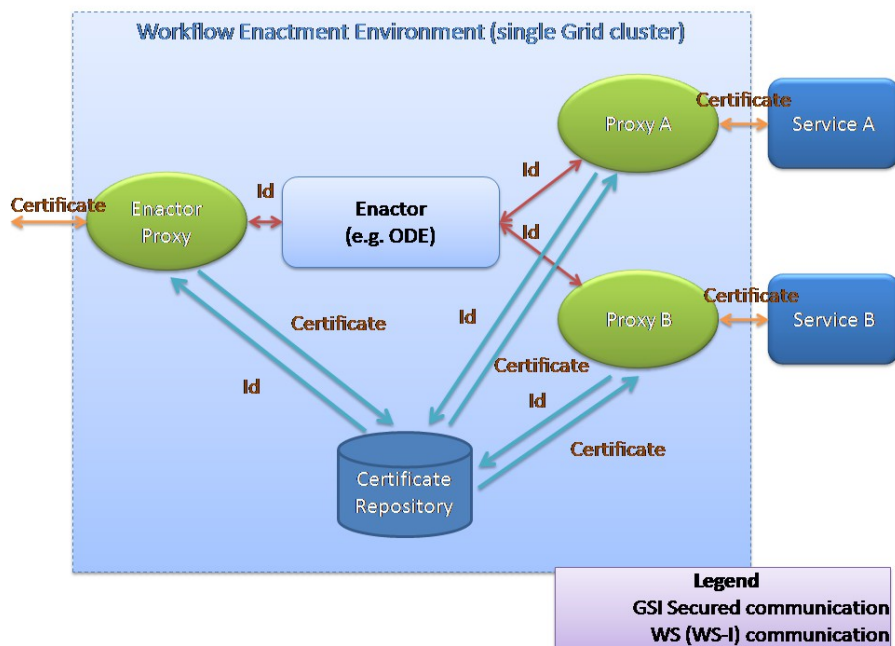 Workflow Enactment Environment (single Grid cluster)
Certificate
Proxy A
Service A
Id
Id
Certificate
Enactor
Proxy
Enactor
(e.g. ODE)
Id
Certificate
Proxy B
Service B
Certificate
Id
Id
Certificate
Id
Certificate
Certificate
Repository
Legend
GSI Secured communication
WS (WS-I) communication